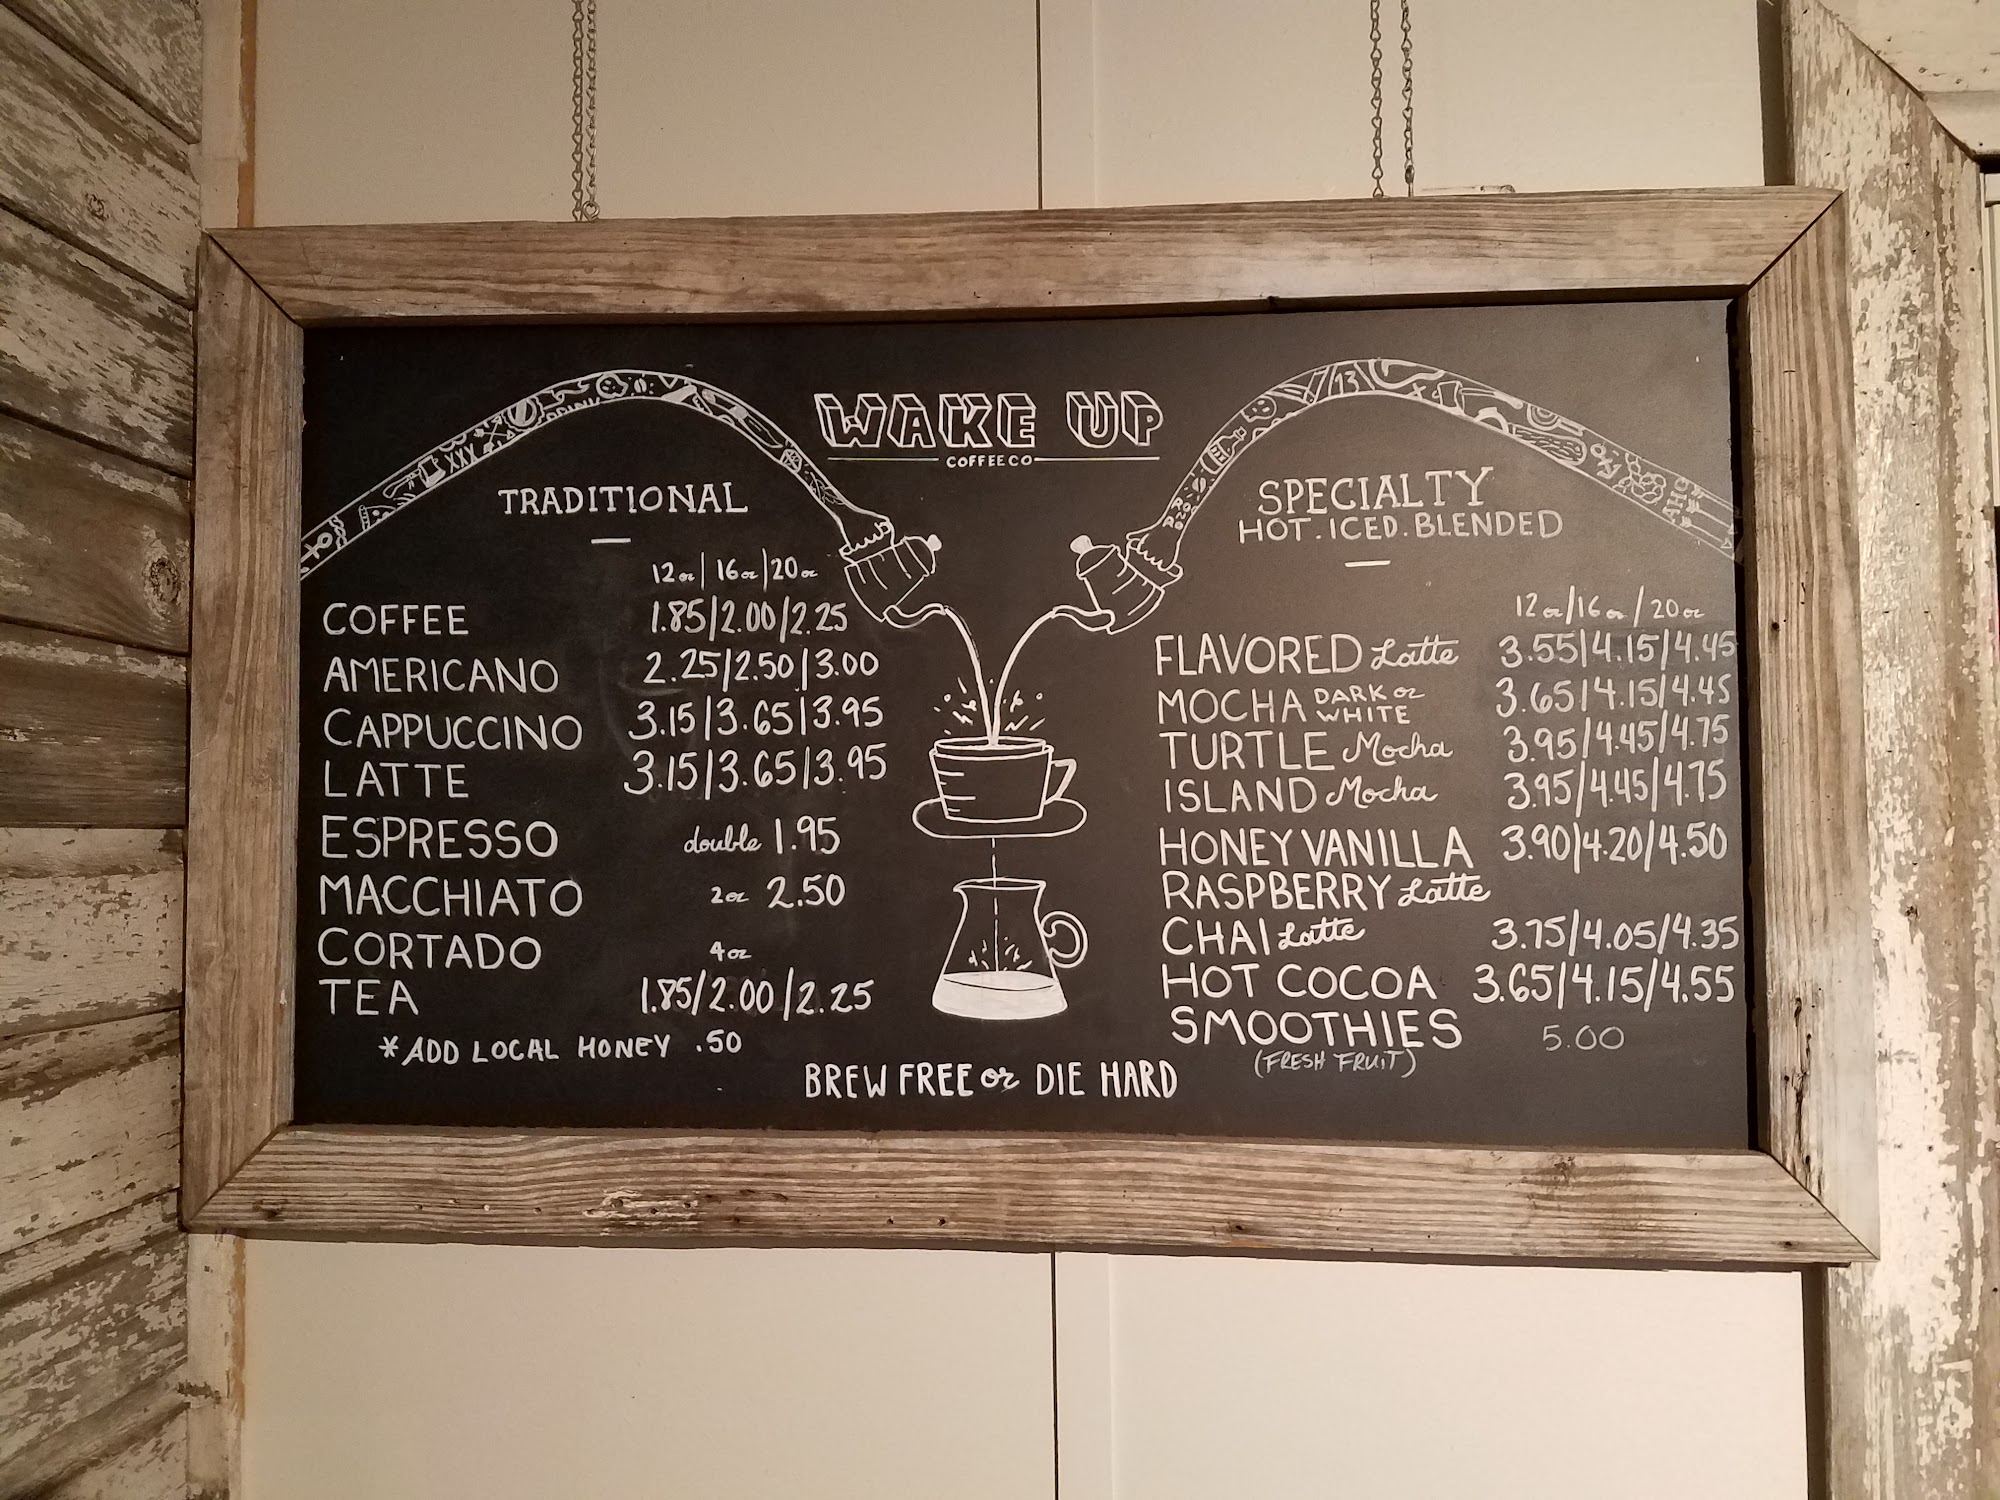 WAKE UP
COFFEE CO
TRADITIONAL
12oz | 16oz | 20oz
COFFEE 1.85/2.00/2.25
AMERICANO 2.25/2.50/3.00
CAPPUCCINO 3.15/3.65/3.95
LATTE 3.15/3.65/3.95
ESPRESSO double 1.95
MACCHIATO 2oz 2.50
CORTADO 4oz
TEA 1.85/2.00/2.25
*ADD LOCAL HONEY .50
SPECIALTY
HOT.ICED.BLENDED
12oz/16oz/20oz
FLAVORED Latte 3.55/4.15/4.45
MOCHA DARK or WHITE 3.65/4.15/4.45
TURTLE Mocha 3.95/4.45/4.75
ISLAND Mocha 3.95/4.45/4.75
HONEY VANILLA 3.90/4.20/4.50
RASPBERRY Latte
CHAI Latte 3.75/4.05/4.35
HOT COCOA 3.65/4.15/4.55
SMOOTHIES 5.00
(FRESH FRUIT)
BREW FREE or DIE HARD
XXX
13